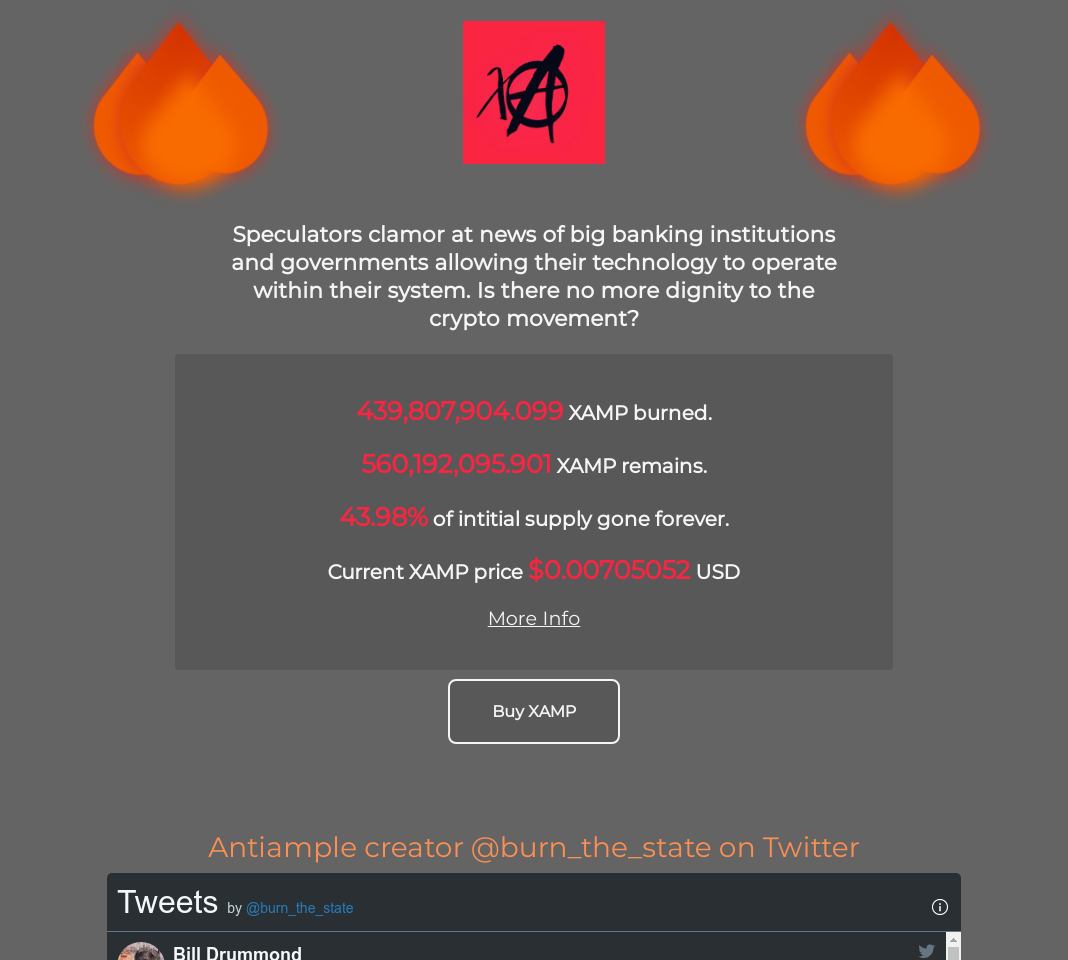 XA
Speculators clamor at news of big banking institutions
and governments allowing their technology to operate
within their system. Is there no more dignity to the
crypto movement?
439,807,904.099 XAMP burned.
560,192,095.901 XAMP remains.
43.98% of intitial supply gone forever.
Current XAMP price $0.00705052 USD
More Info
Buy XAMP
Antiample creator @burn_the_state on Twitter
Tweets by @burn_the_state
Bill Drummond